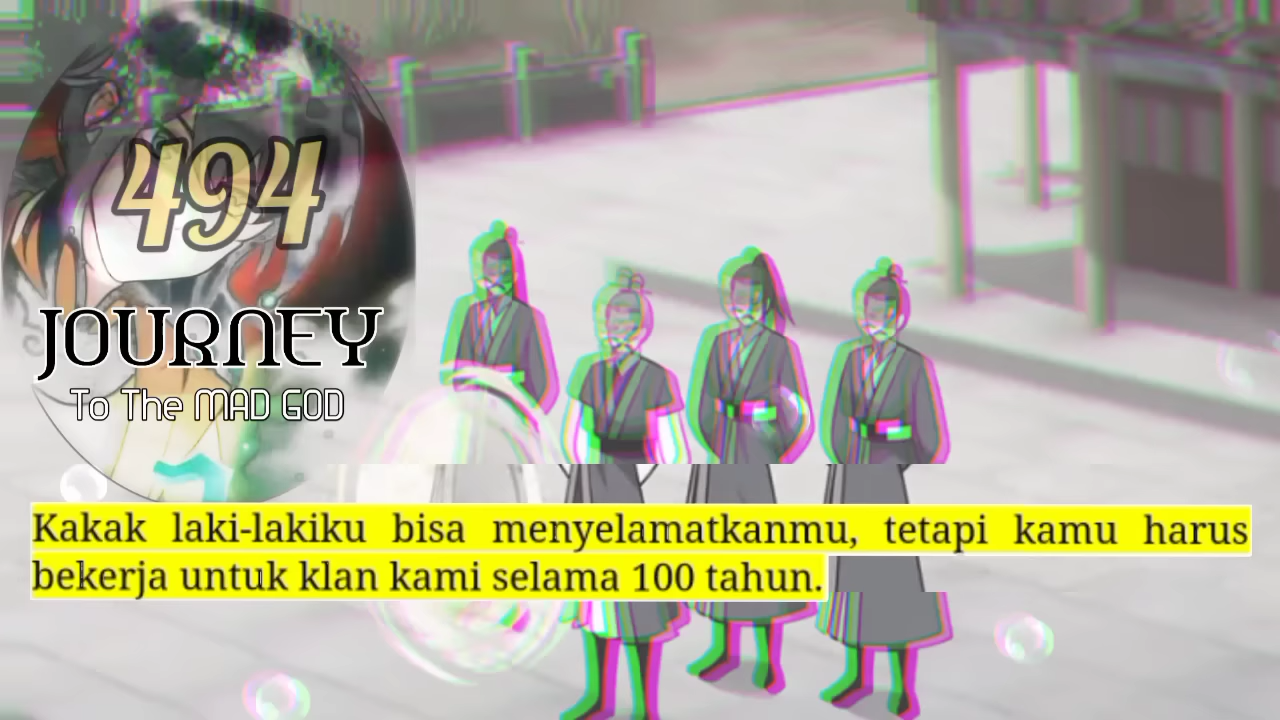 494
JOURNEY
To The MAD GOD
Kakak laki-lakiku bisa menyelamatkanmu, tetapi kamu harus
bekerja untuk klan kami selama 100 tahun.